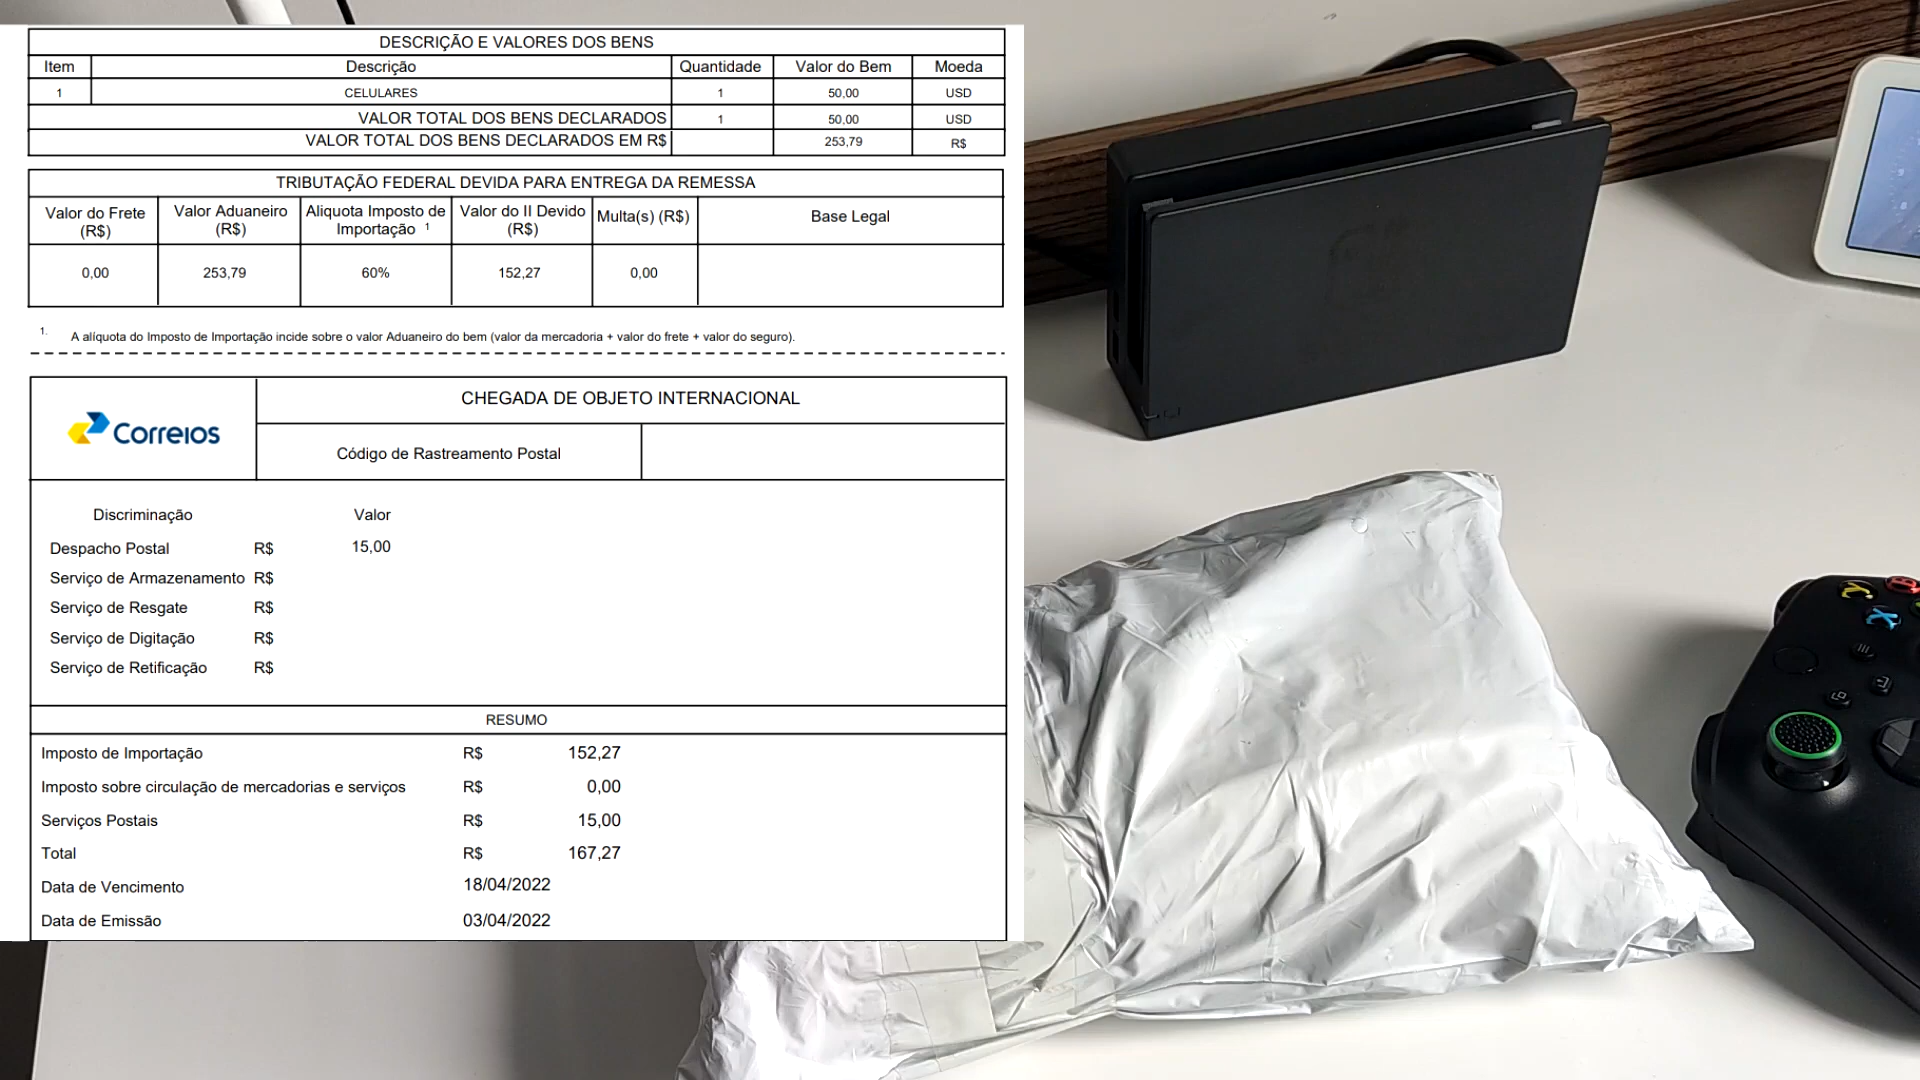 DESCRIÇÃO E VALORES DOS BENS
Item Descrição Quantidade Valor do Bem Moeda
1 CELULARES 1 50,00 USD
VALOR TOTAL DOS BENS DECLARADOS 1 50,00 USD
VALOR TOTAL DOS BENS DECLARADOS EM R$ 253,79 R$
TRIBUTAÇÃO FEDERAL DEVIDA PARA ENTREGA DA REMESSA
Valor do Frete (R$) Valor Aduaneiro (R$) Aliquota Imposto de Importação 1 Valor do II Devido (R$) Multa(s) (R$) Base Legal
0,00 253,79 60% 152,27 0,00
1. A alíquota do Imposto de Importação incide sobre o valor Aduaneiro do bem (valor da mercadoria + valor do frete + valor do seguro).
Correios
CHEGADA DE OBJETO INTERNACIONAL
Código de Rastreamento Postal
Discriminação Valor
Despacho Postal R$ 15,00
Serviço de Armazenamento R$
Serviço de Resgate R$
Serviço de Digitação R$
Serviço de Retificação R$
RESUMO
Imposto de Importação R$ 152,27
Imposto sobre circulação de mercadorias e serviços R$ 0,00
Serviços Postais R$ 15,00
Total R$ 167,27
Data de Vencimento 18/04/2022
Data de Emissão 03/04/2022
Y
B
X